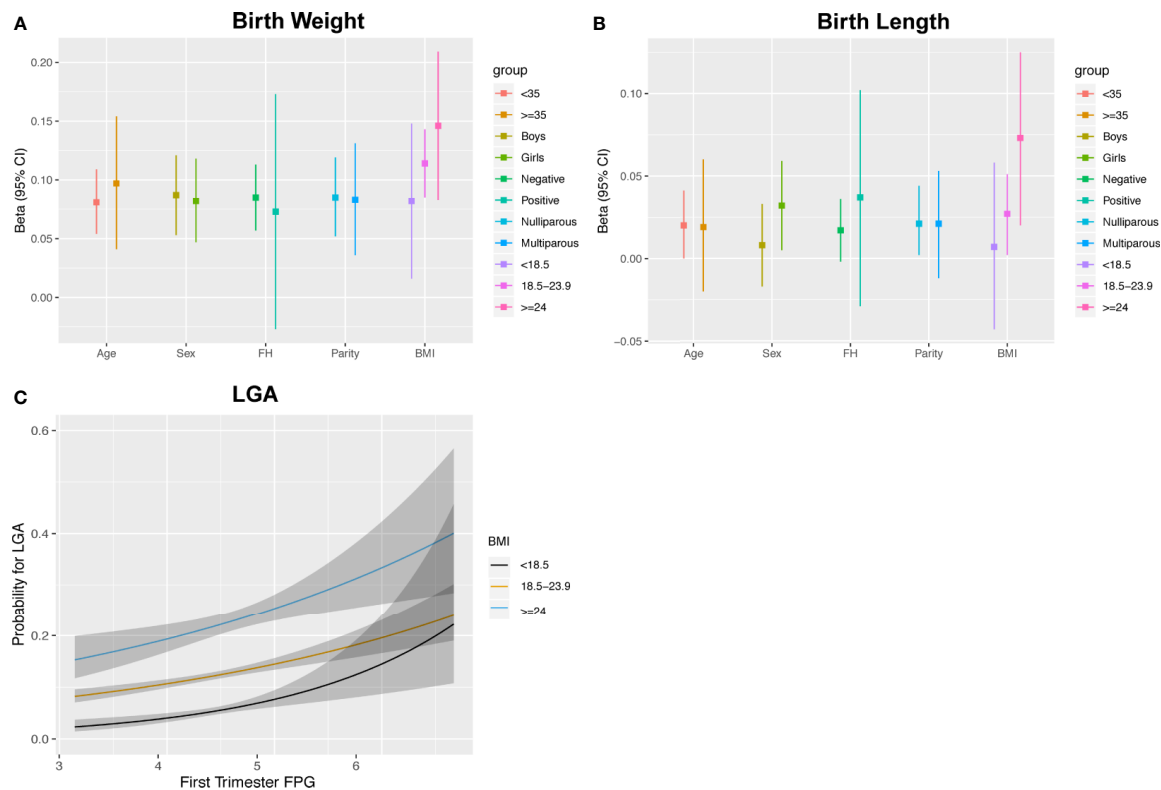 A
Birth Weight
Beta (95% CI)
0.20
0.15
0.10
0.05
0.00
Age Sex FH Parity BMI
group
<35
>=35
Boys
Girls
Negative
Positive
Nulliparous
Multiparous
<18.5
18.5−23.9
>=24
B
Birth Length
Beta (95% CI)
0.10
0.05
0.00
−0.05
Age Sex FH Parity BMI
group
<35
>=35
Boys
Girls
Negative
Positive
Nulliparous
Multiparous
<18.5
18.5−23.9
>=24
C
LGA
Probability for LGA
0.6
0.4
0.2
0.0
3 4 5 6
First Trimester FPG
BMI
<18.5
18.5−23.9
>=24